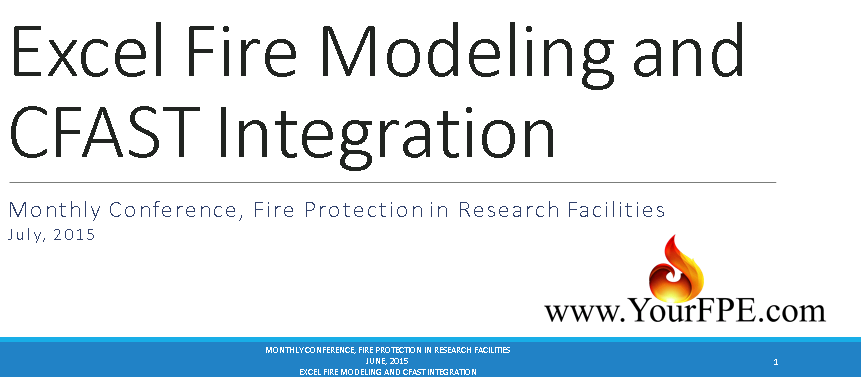 Excel Fire Modeling and
CFAST Integration
Monthly Conference, Fire Protection in Research Facilities
July, 2015
www.YourFPE.com
MONTHLY CONFERENCE, FIRE PROTECTION IN RESEARCH FACILITIES
JUNE, 2015
EXCEL FIRE MODELING AND CFAST INTEGRATION
1